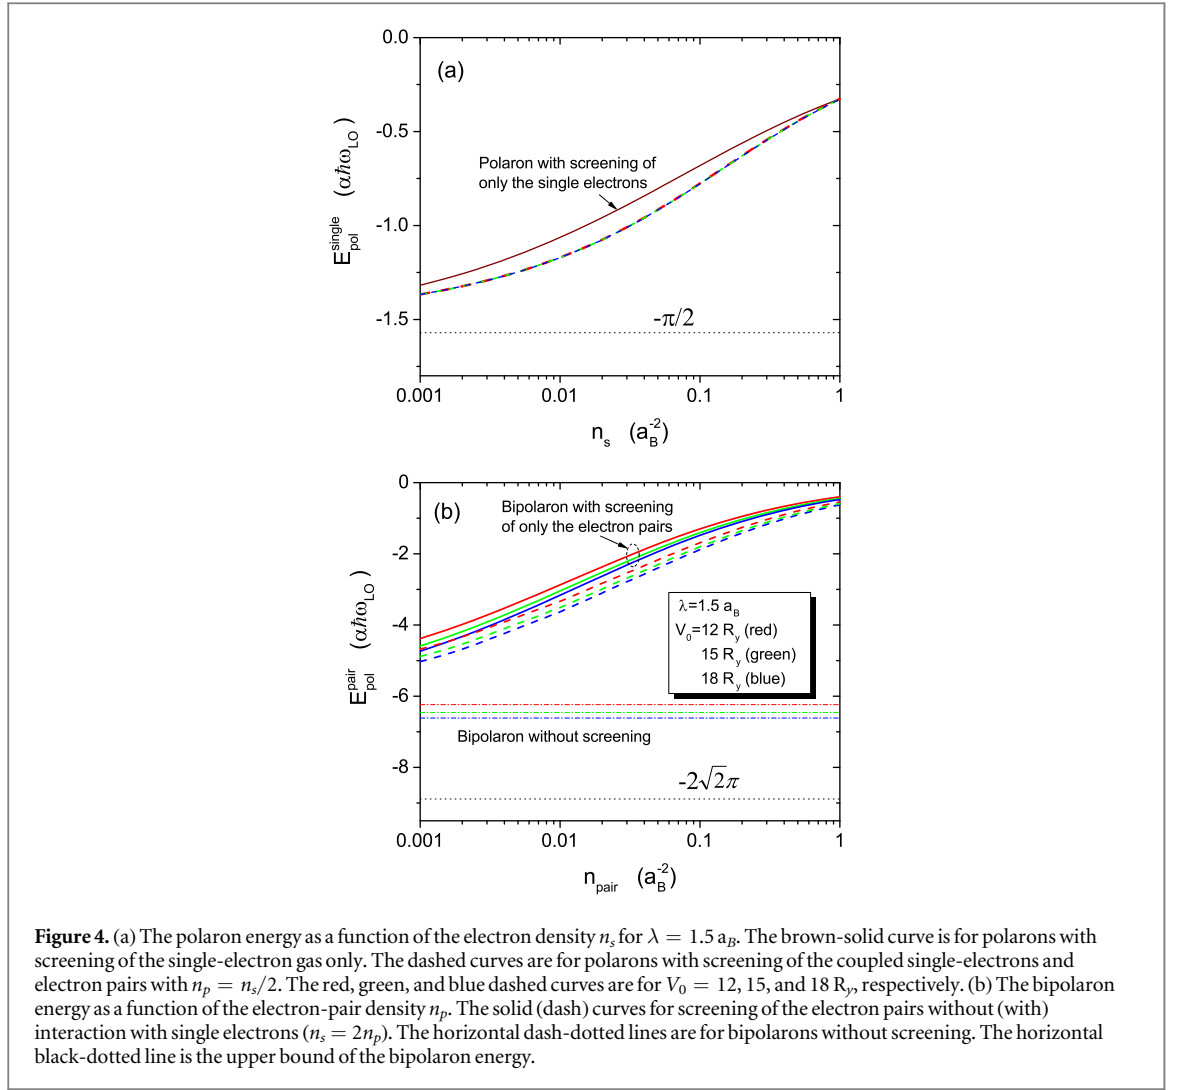 (a)
0.0
-0.5
-1.0
-1.5
E_pol^single (αħω_LO)
Polaron with screening of
only the single electrons
-π/2
0.001 0.01 0.1 1
n_s (a_B^-2)
(b)
0
-2
-4
-6
-8
E_pol^pair (αħω_LO)
Bipolaron with screening
of only the electron pairs
λ=1.5 a_B
V_0=12 R_y (red)
15 R_y (green)
18 R_y (blue)
Bipolaron without screening
-2√2π
0.001 0.01 0.1 1
n_pair (a_B^-2)
Figure 4. (a) The polaron energy as a function of the electron density n_s for λ = 1.5 a_B. The brown-solid curve is for polarons with
screening of the single-electron gas only. The dashed curves are for polarons with screening of the coupled single-electrons and
electron pairs with n_p = n_s/2. The red, green, and blue dashed curves are for V_0 = 12, 15, and 18 R_y, respectively. (b) The bipolaron
energy as a function of the electron-pair density n_p. The solid (dash) curves for screening of the electron pairs without (with)
interaction with single electrons (n_s = 2n_p). The horizontal dash-dotted lines are for bipolarons without screening. The horizontal
black-dotted line is the upper bound of the bipolaron energy.